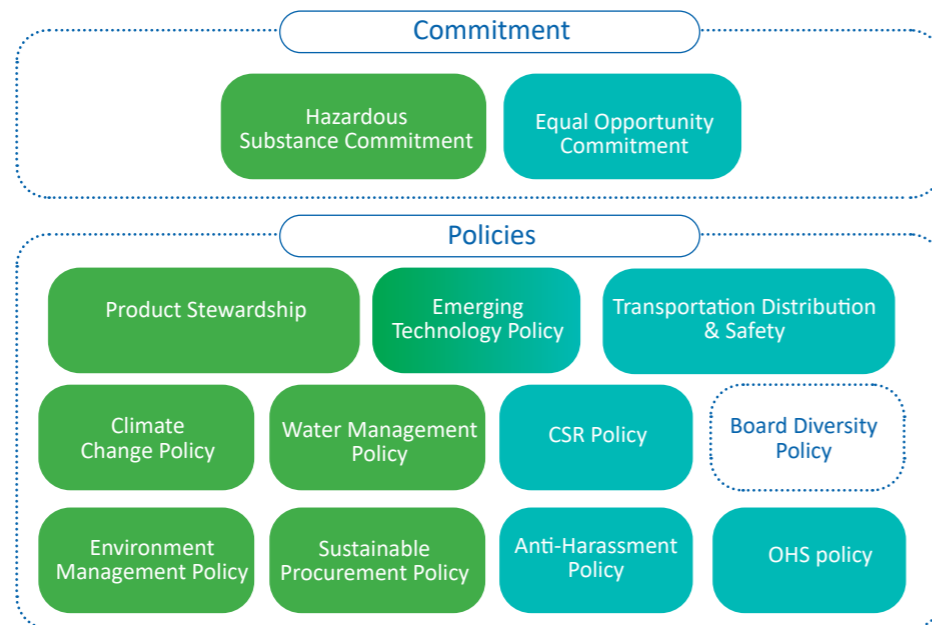 Commitment
Hazardous
Substance Commitment
Equal Opportunity
Commitment
Policies
Product Stewardship
Emerging
Technology Policy
Transportation Distribution
& Safety
Climate
Change Policy
Water Management
Policy
CSR Policy
Board Diversity
Policy
Environment
Management Policy
Sustainable
Procurement Policy
Anti-Harassment
Policy
OHS policy